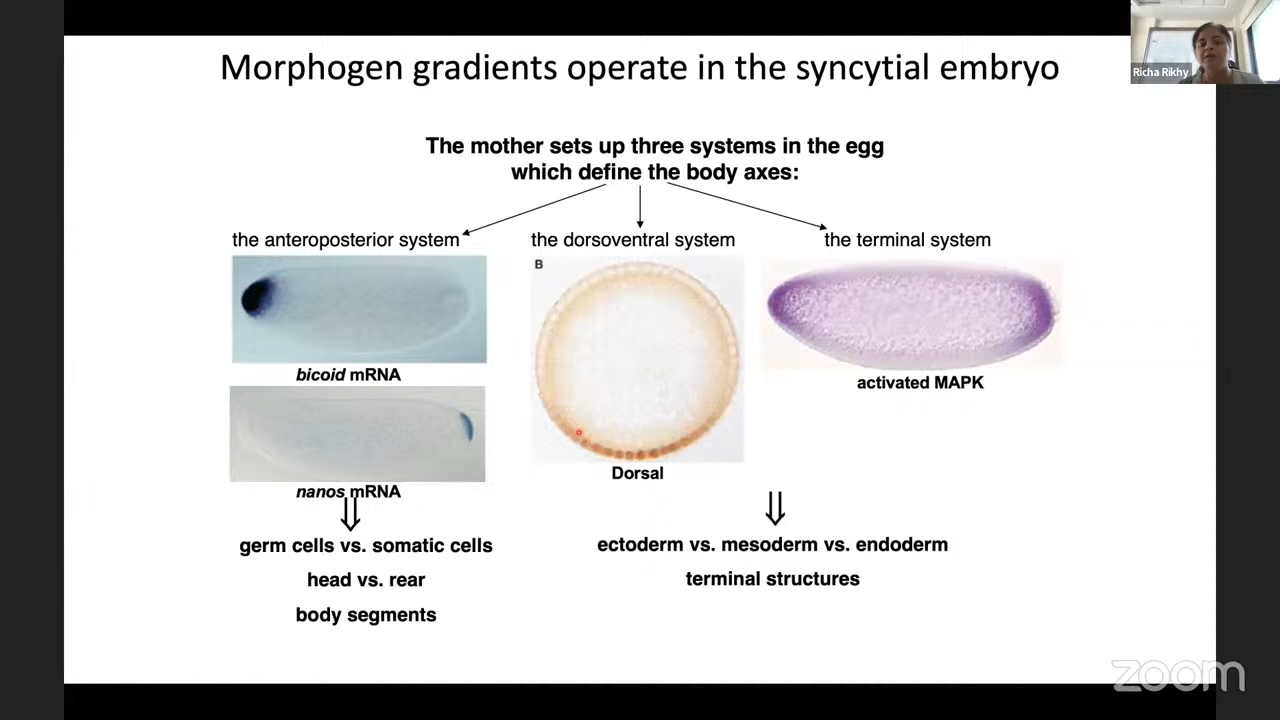 Morphogen gradients operate in the syncytial embryo
Richa Rikhy
The mother sets up three systems in the egg
which define the body axes:
the anteroposterior system
the dorsoventral system
the terminal system
B
bicoid mRNA
nanos mRNA
Dorsal
activated MAPK
germ cells vs. somatic cells
head vs. rear
body segments
ectoderm vs. mesoderm vs. endoderm
terminal structures
zoom